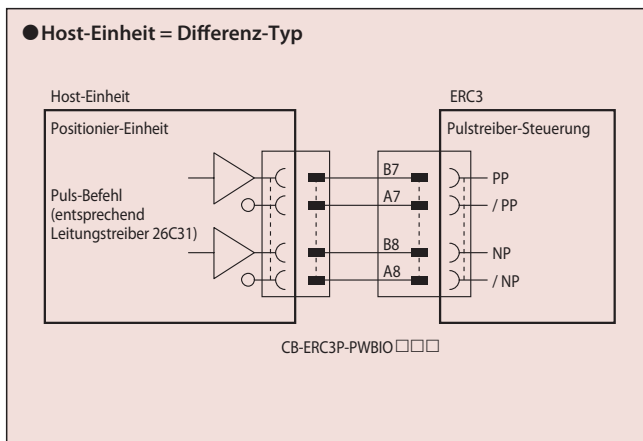 ●Host-Einheit = Differenz-Typ
Host-Einheit
ERC3
Positionier-Einheit
Pulstreiber-Steuerung
Puls-Befehl
(entsprechend
Leitungstreiber 26C31)
B7
PP
A7
/ PP
B8
NP
A8
/ NP
CB-ERC3P-PWBIO□□□